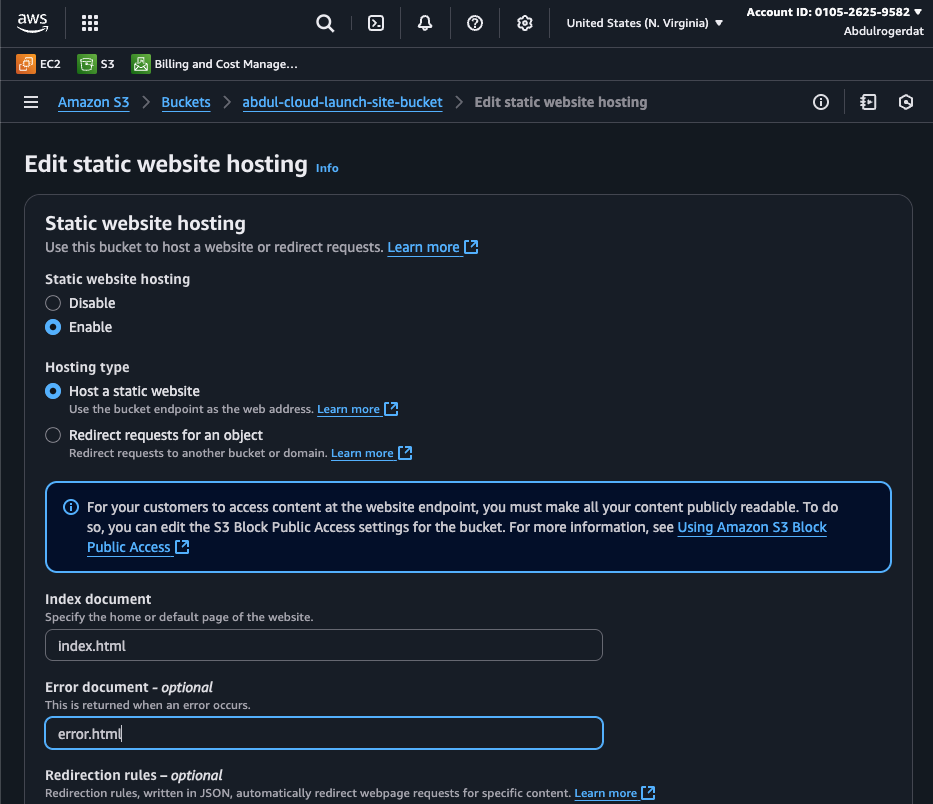 aws
United States (N. Virginia) ▼
Account ID: 0105-2625-9582 ▼
Abdulrogerdat
EC2
S3
Billing and Cost Manage...
Amazon S3 > Buckets > abdul-cloud-launch-site-bucket > Edit static website hosting
Edit static website hosting Info
Static website hosting
Use this bucket to host a website or redirect requests. Learn more
Static website hosting
Disable
Enable
Hosting type
Host a static website
Use the bucket endpoint as the web address. Learn more
Redirect requests for an object
Redirect requests to another bucket or domain. Learn more
For your customers to access content at the website endpoint, you must make all your content publicly readable. To do
so, you can edit the S3 Block Public Access settings for the bucket. For more information, see Using Amazon S3 Block
Public Access
Index document
Specify the home or default page of the website.
index.html
Error document - optional
This is returned when an error occurs.
error.html
Redirection rules – optional
Redirection rules, written in JSON, automatically redirect webpage requests for specific content. Learn more